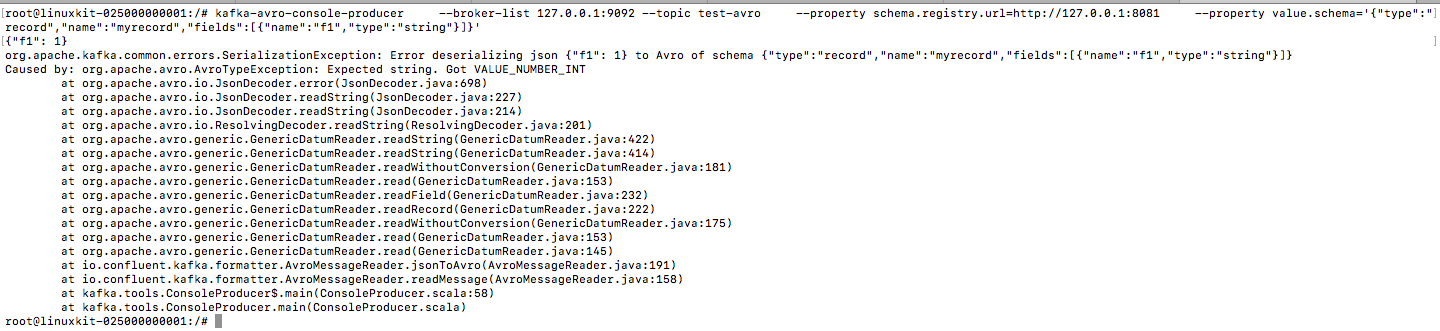 [root@linuxkit-025000000001:/# kafka-avro-console-producer     --broker-list 127.0.0.1:9092 --topic test-avro     --property schema.registry.url=http://127.0.0.1:8081     --property value.schema='{"type":"]
record","name":"myrecord","fields":[{"name":"f1","type":"string"}]}'
[{"f1": 1}]
org.apache.kafka.common.errors.SerializationException: Error deserializing json {"f1": 1} to Avro of schema {"type":"record","name":"myrecord","fields":[{"name":"f1","type":"string"}]}
Caused by: org.apache.avro.AvroTypeException: Expected string. Got VALUE_NUMBER_INT
        at org.apache.avro.io.JsonDecoder.error(JsonDecoder.java:698)
        at org.apache.avro.io.JsonDecoder.readString(JsonDecoder.java:227)
        at org.apache.avro.io.JsonDecoder.readString(JsonDecoder.java:214)
        at org.apache.avro.io.ResolvingDecoder.readString(ResolvingDecoder.java:201)
        at org.apache.avro.generic.GenericDatumReader.readString(GenericDatumReader.java:422)
        at org.apache.avro.generic.GenericDatumReader.readString(GenericDatumReader.java:414)
        at org.apache.avro.generic.GenericDatumReader.readWithoutConversion(GenericDatumReader.java:181)
        at org.apache.avro.generic.GenericDatumReader.read(GenericDatumReader.java:153)
        at org.apache.avro.generic.GenericDatumReader.readField(GenericDatumReader.java:232)
        at org.apache.avro.generic.GenericDatumReader.readRecord(GenericDatumReader.java:222)
        at org.apache.avro.generic.GenericDatumReader.readWithoutConversion(GenericDatumReader.java:175)
        at org.apache.avro.generic.GenericDatumReader.read(GenericDatumReader.java:153)
        at org.apache.avro.generic.GenericDatumReader.read(GenericDatumReader.java:145)
        at io.confluent.kafka.formatter.AvroMessageReader.jsonToAvro(AvroMessageReader.java:191)
        at io.confluent.kafka.formatter.AvroMessageReader.readMessage(AvroMessageReader.java:158)
        at kafka.tools.ConsoleProducer$.main(ConsoleProducer.scala:58)
        at kafka.tools.ConsoleProducer.main(ConsoleProducer.scala)
root@linuxkit-025000000001:/#